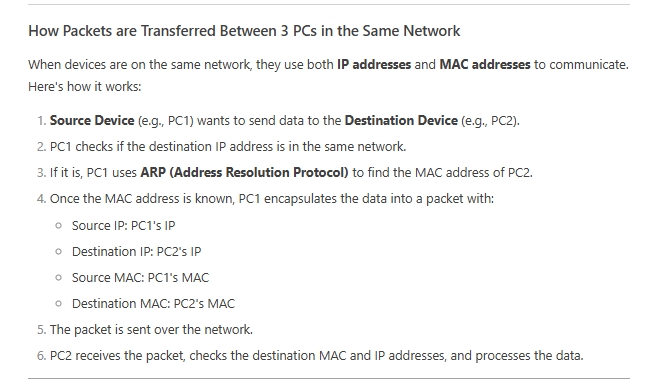 How Packets are Transferred Between 3 PCs in the Same Network
When devices are on the same network, they use both IP addresses and MAC addresses to communicate.
Here's how it works:
1. Source Device (e.g., PC1) wants to send data to the Destination Device (e.g., PC2).
2. PC1 checks if the destination IP address is in the same network.
3. If it is, PC1 uses ARP (Address Resolution Protocol) to find the MAC address of PC2.
4. Once the MAC address is known, PC1 encapsulates the data into a packet with:
○ Source IP: PC1's IP
○ Destination IP: PC2's IP
○ Source MAC: PC1's MAC
○ Destination MAC: PC2's MAC
5. The packet is sent over the network.
6. PC2 receives the packet, checks the destination MAC and IP addresses, and processes the data.